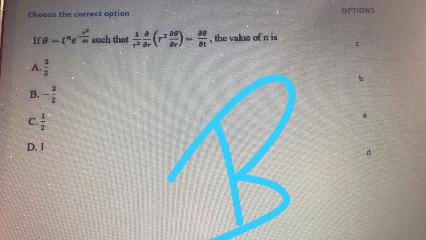 Choose the correct option
OPTIONS
If θ = tⁿe^(-r²/4t) such that 1/r² ∂/∂r (r² ∂θ/∂r) = ∂θ/∂t, the value of n is
A. 3/2
B. -3/2
C. 1/2
D. 1
c
b
a
d
B